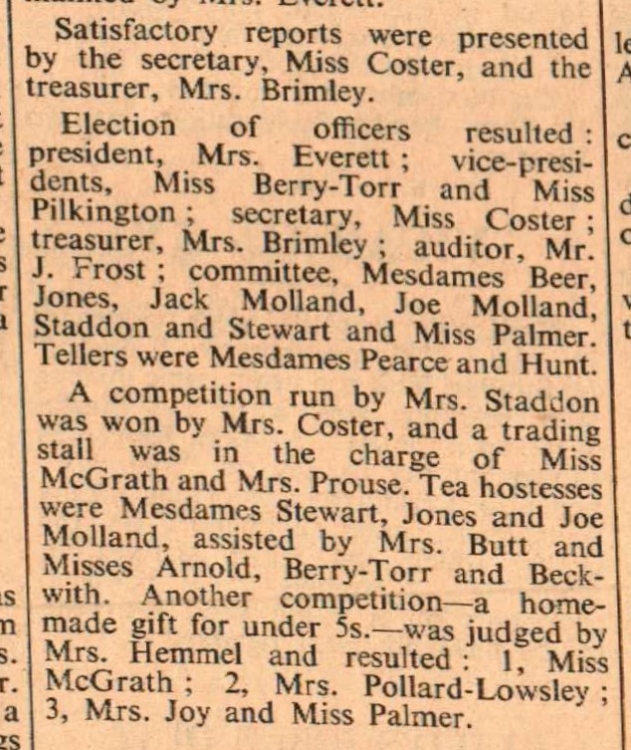 Satisfactory reports were presented
by the secretary, Miss Coster, and the
treasurer, Mrs. Brimley.
Election of officers resulted :
president, Mrs. Everett ; vice-presi-
dents, Miss Berry-Torr and Miss
Pilkington ; secretary, Miss Coster ;
treasurer, Mrs. Brimley ; auditor, Mr.
J. Frost ; committee, Mesdames Beer,
Jones, Jack Molland, Joe Molland,
Staddon and Stewart and Miss Palmer.
Tellers were Mesdames Pearce and Hunt.
A competition run by Mrs. Staddon
was won by Mrs. Coster, and a trading
stall was in the charge of Miss
McGrath and Mrs. Prouse. Tea hostesses
were Mesdames Stewart, Jones and Joe
Molland, assisted by Mrs. Butt and
Misses Arnold, Berry-Torr and Beck-
with. Another competition—a home-
made gift for under 5s.—was judged by
Mrs. Hemmel and resulted : 1, Miss
McGrath ; 2, Mrs. Pollard-Lowsley ;
3, Mrs. Joy and Miss Palmer.